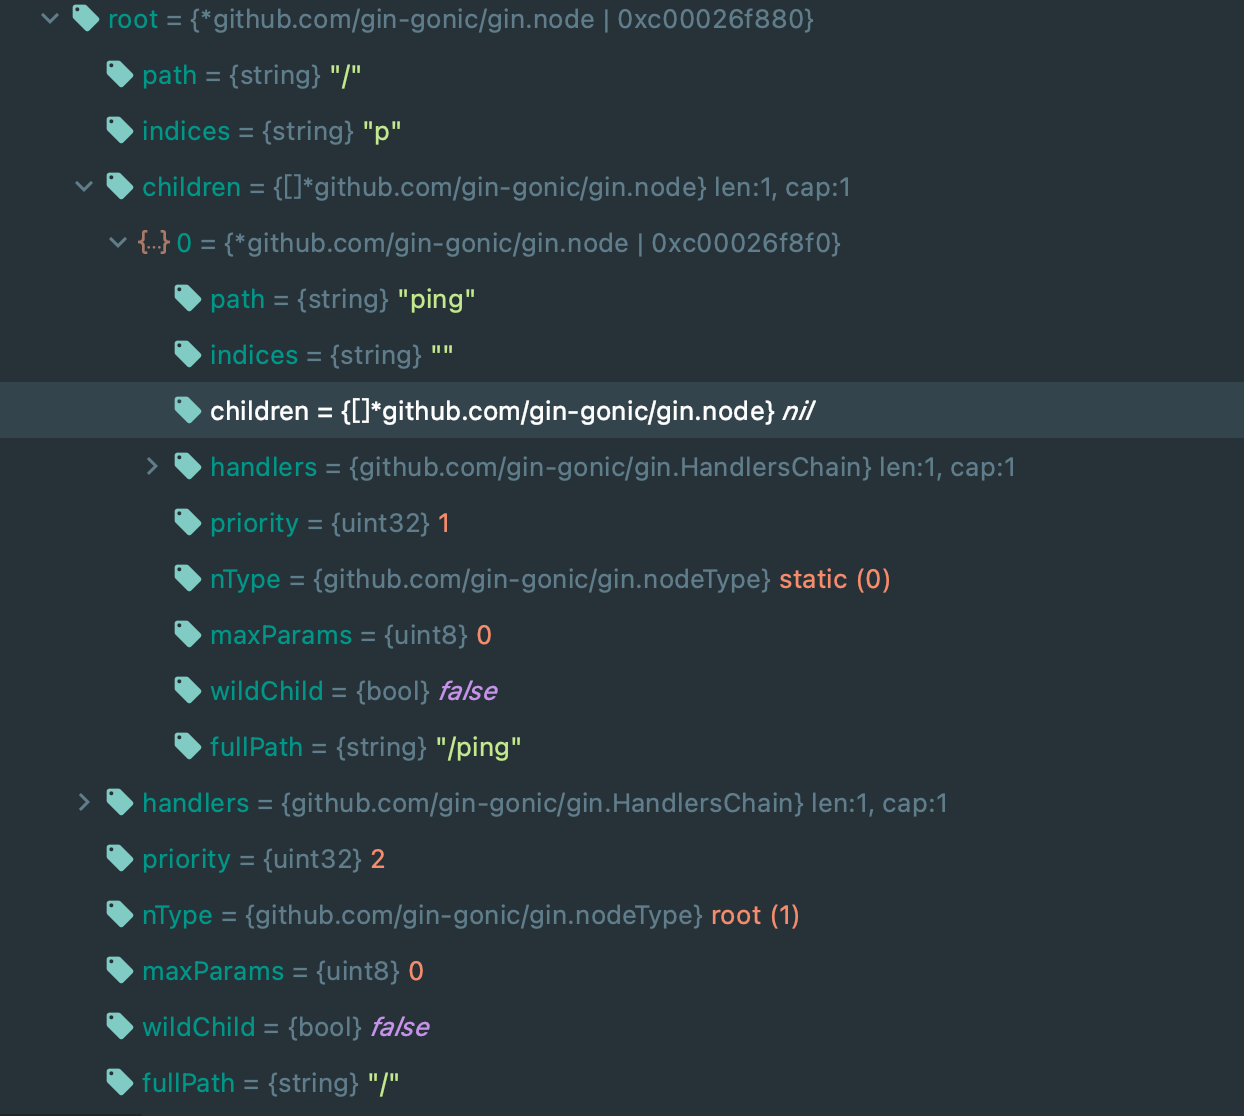 root = {*github.com/gin-gonic/gin.node | 0xc00026f880}
path = {string} "/"
indices = {string} "p"
children = {[]*github.com/gin-gonic/gin.node} len:1, cap:1
{...} 0 = {*github.com/gin-gonic/gin.node | 0xc00026f8f0}
path = {string} "ping"
indices = {string} ""
children = {[]*github.com/gin-gonic/gin.node} nil
handlers = {github.com/gin-gonic/gin.HandlersChain} len:1, cap:1
priority = {uint32} 1
nType = {github.com/gin-gonic/gin.nodeType} static (0)
maxParams = {uint8} 0
wildChild = {bool} false
fullPath = {string} "/ping"
handlers = {github.com/gin-gonic/gin.HandlersChain} len:1, cap:1
priority = {uint32} 2
nType = {github.com/gin-gonic/gin.nodeType} root (1)
maxParams = {uint8} 0
wildChild = {bool} false
fullPath = {string} "/"